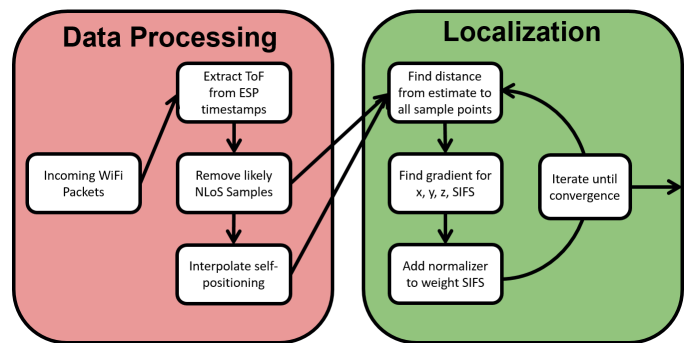 Data Processing
Extract ToF
from ESP
timestamps
Incoming WiFi
Packets
Remove likely
NLoS Samples
Interpolate self-
positioning
Localization
Find distance
from estimate to
all sample points
Find gradient for
x, y, z, SIFS
Iterate until
convergence
Add normalizer
to weight SIFS